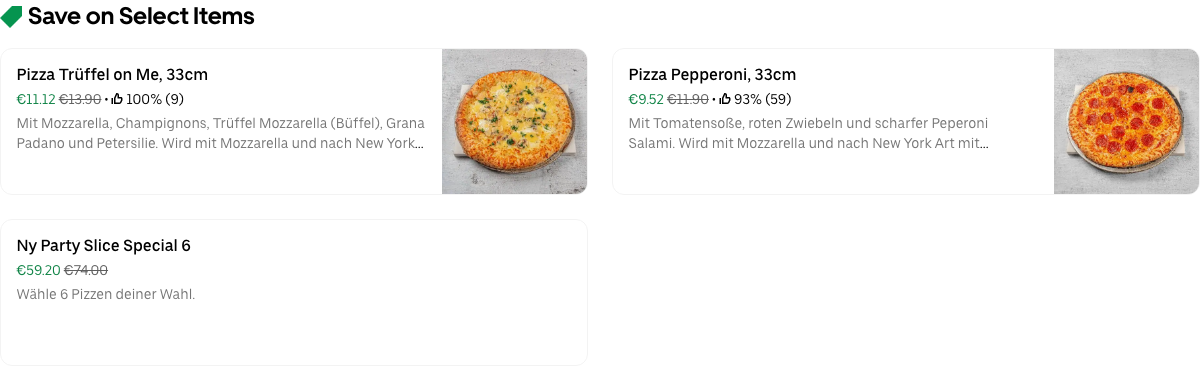 Save on Select Items
Pizza Trüffel on Me, 33cm
€11.12 €13.90 • 100% (9)
Mit Mozzarella, Champignons, Trüffel Mozzarella (Büffel), Grana
Padano und Petersilie. Wird mit Mozzarella und nach New York...
Pizza Pepperoni, 33cm
€9.52 €11.90 • 93% (59)
Mit Tomatensoße, roten Zwiebeln und scharfer Peperoni
Salami. Wird mit Mozzarella und nach New York Art mit...
Ny Party Slice Special 6
€59.20 €74.00
Wähle 6 Pizzen deiner Wahl.